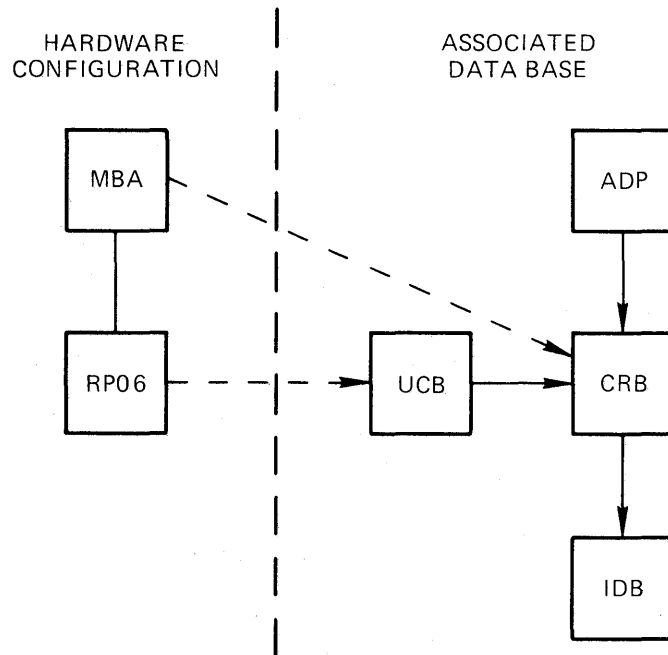 HARDWARE
CONFIGURATION
ASSOCIATED
DATA BASE
MBA
ADP
RP06
UCB
CRB
IDB